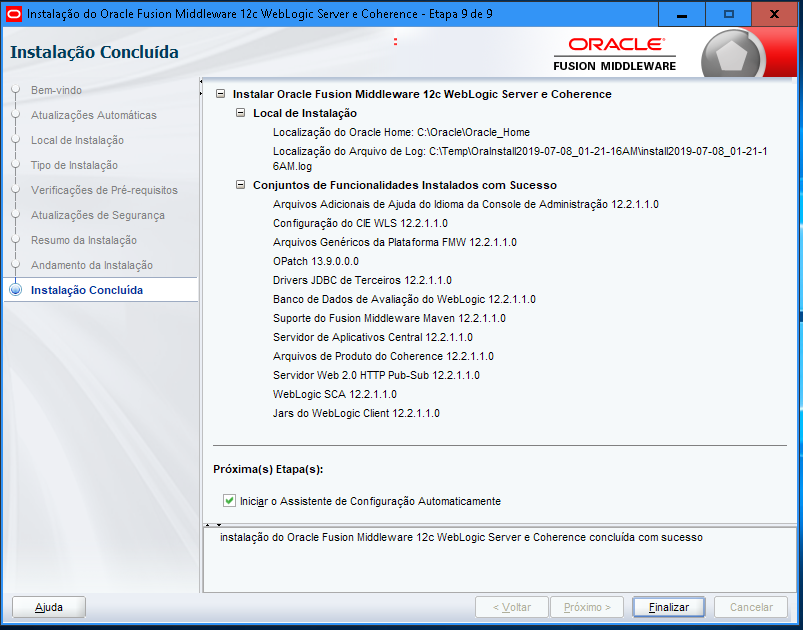 Instalação do Oracle Fusion Middleware 12c WebLogic Server e Coherence - Etapa 9 de 9
Instalação Concluída
ORACLE®
FUSION MIDDLEWARE
Bem-vindo
Atualizações Automáticas
Local de Instalação
Tipo de Instalação
Verificações de Pré-requisitos
Atualizações de Segurança
Resumo da Instalação
Andamento da Instalação
Instalação Concluída
Instalar Oracle Fusion Middleware 12c WebLogic Server e Coherence
Local de Instalação
Localização do Oracle Home: C:\Oracle\Oracle_Home
Localização do Arquivo de Log: C:\Temp\OraInstall2019-07-08_01-21-16AM\install2019-07-08_01-21-1
6AM.log
Conjuntos de Funcionalidades Instalados com Sucesso
Arquivos Adicionais de Ajuda do Idioma da Console de Administração 12.2.1.1.0
Configuração do CIE WLS 12.2.1.1.0
Arquivos Genéricos da Plataforma FMW 12.2.1.1.0
OPatch 13.9.0.0.0
Drivers JDBC de Terceiros 12.2.1.1.0
Banco de Dados de Avaliação do WebLogic 12.2.1.1.0
Suporte do Fusion Middleware Maven 12.2.1.1.0
Servidor de Aplicativos Central 12.2.1.1.0
Arquivos de Produto do Coherence 12.2.1.1.0
Servidor Web 2.0 HTTP Pub-Sub 12.2.1.1.0
WebLogic SCA 12.2.1.1.0
Jars do WebLogic Client 12.2.1.1.0
Próxima(s) Etapa(s):
Iniciar o Assistente de Configuração Automaticamente
instalação do Oracle Fusion Middleware 12c WebLogic Server e Coherence concluída com sucesso
Ajuda
< Voltar
Próximo >
Finalizar
Cancelar